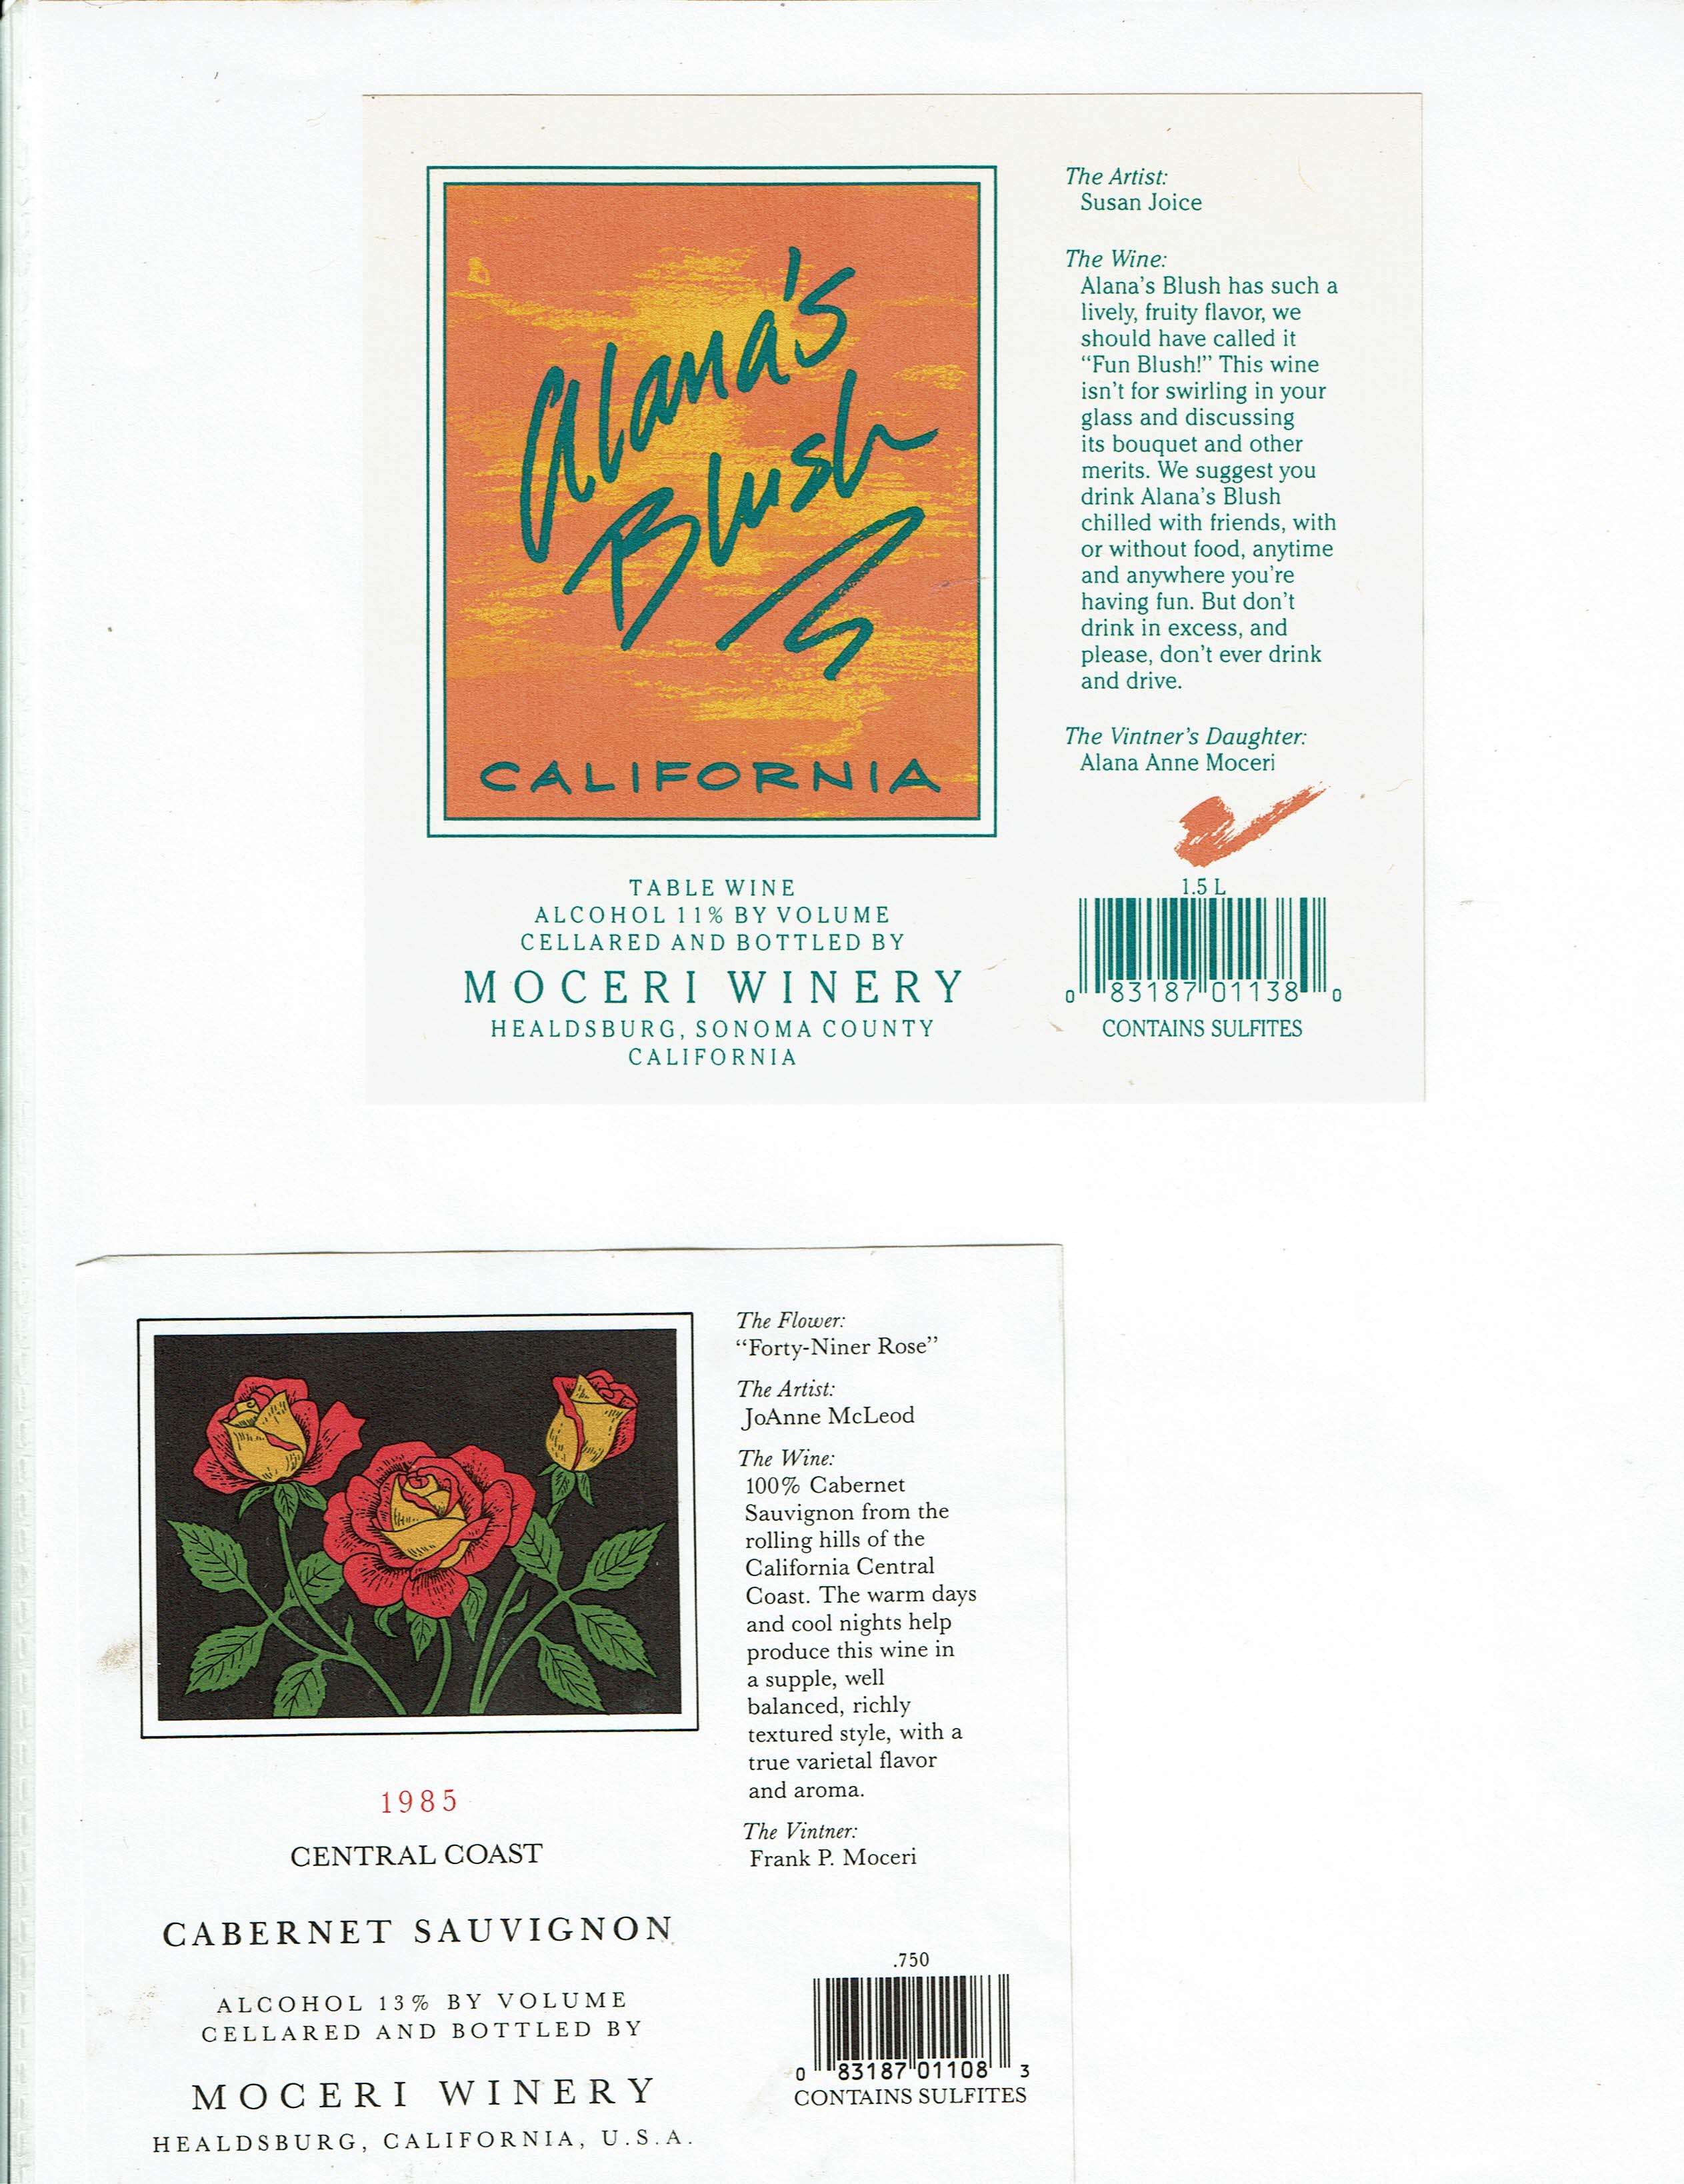 Alana's
Blush
CALIFORNIA
TABLE WINE
ALCOHOL 11% BY VOLUME
CELLARED AND BOTTLED BY
MOCERI WINERY
HEALDSBURG, SONOMA COUNTY
CALIFORNIA
The Artist:
Susan Joice
The Wine:
Alana's Blush has such a
lively, fruity flavor, we
should have called it
“Fun Blush!” This wine
isn't for swirling in your
glass and discussing
its bouquet and other
merits. We suggest you
drink Alana's Blush
chilled with friends, with
or without food, anytime
and anywhere you're
having fun. But don't
drink in excess, and
please, don't ever drink
and drive.
The Vintner's Daughter:
Alana Anne Moceri
1.5 L
0 83187 01138 0
CONTAINS SULFITES
1985
CENTRAL COAST
CABERNET SAUVIGNON
ALCOHOL 13% BY VOLUME
CELLARED AND BOTTLED BY
MOCERI WINERY
HEALDSBURG, CALIFORNIA, U.S.A.
The Flower:
“Forty-Niner Rose”
The Artist:
JoAnne McLeod
The Wine:
100% Cabernet
Sauvignon from the
rolling hills of the
California Central
Coast. The warm days
and cool nights help
produce this wine in
a supple, well
balanced, richly
textured style, with a
true varietal flavor
and aroma.
The Vintner:
Frank P. Moceri
.750
0 83187 01108 3
CONTAINS SULFITES